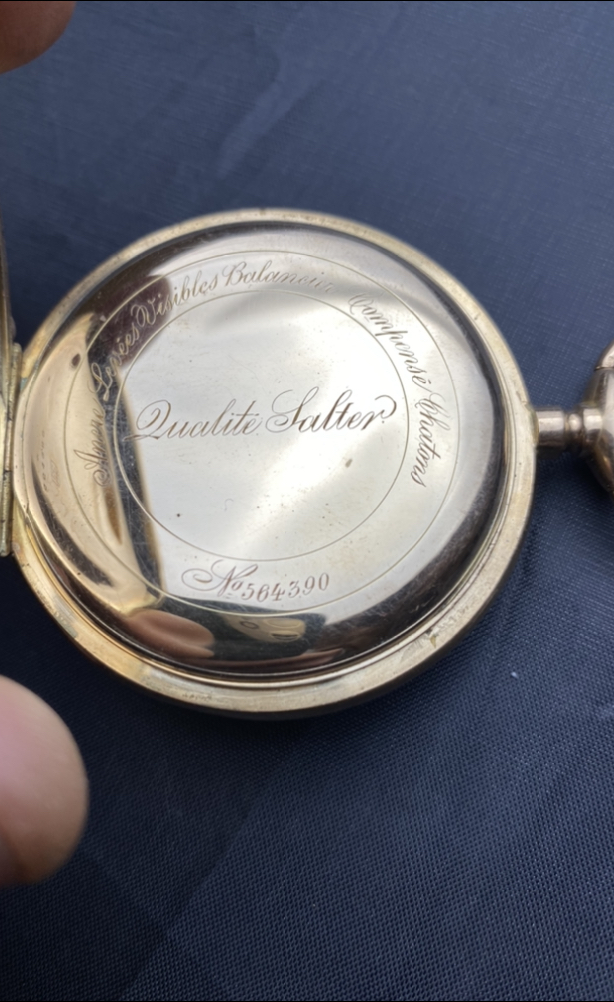 Ancre Levées Visibles Balancier Compensé Chatons
Qualité Salter
No 564390